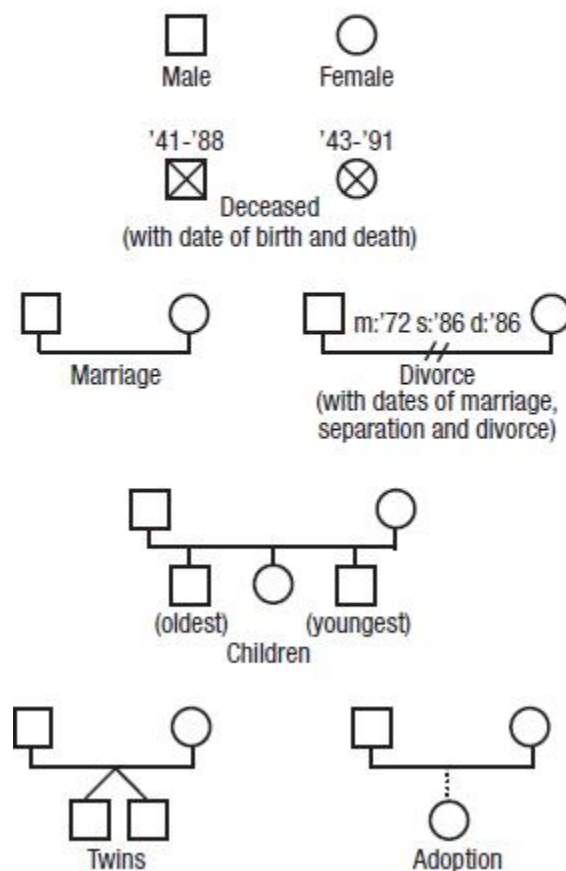 Male
Female
’41-’88
’43-’91
Deceased
(with date of birth and death)
Marriage
m:’72 s:’86 d:’86
Divorce
(with dates of marriage,
separation and divorce)
(oldest)
(youngest)
Children
Twins
Adoption